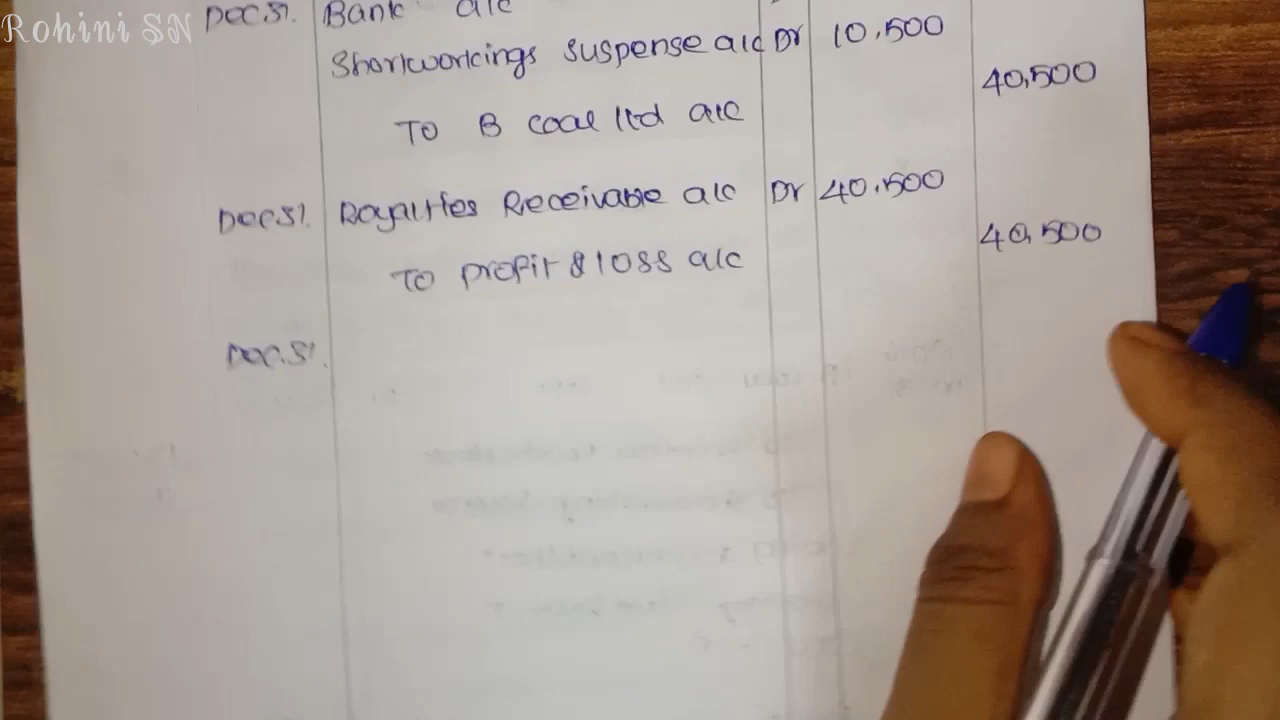 Rohini SN
Dec.31. Bank a/c
Shortworkings suspense a/c Dr 10,500
40,500
To B coal ltd a/c
Dec.31. Royalties Receivable a/c Dr 40,500
40,500
To profit & loss a/c
Dec.31.